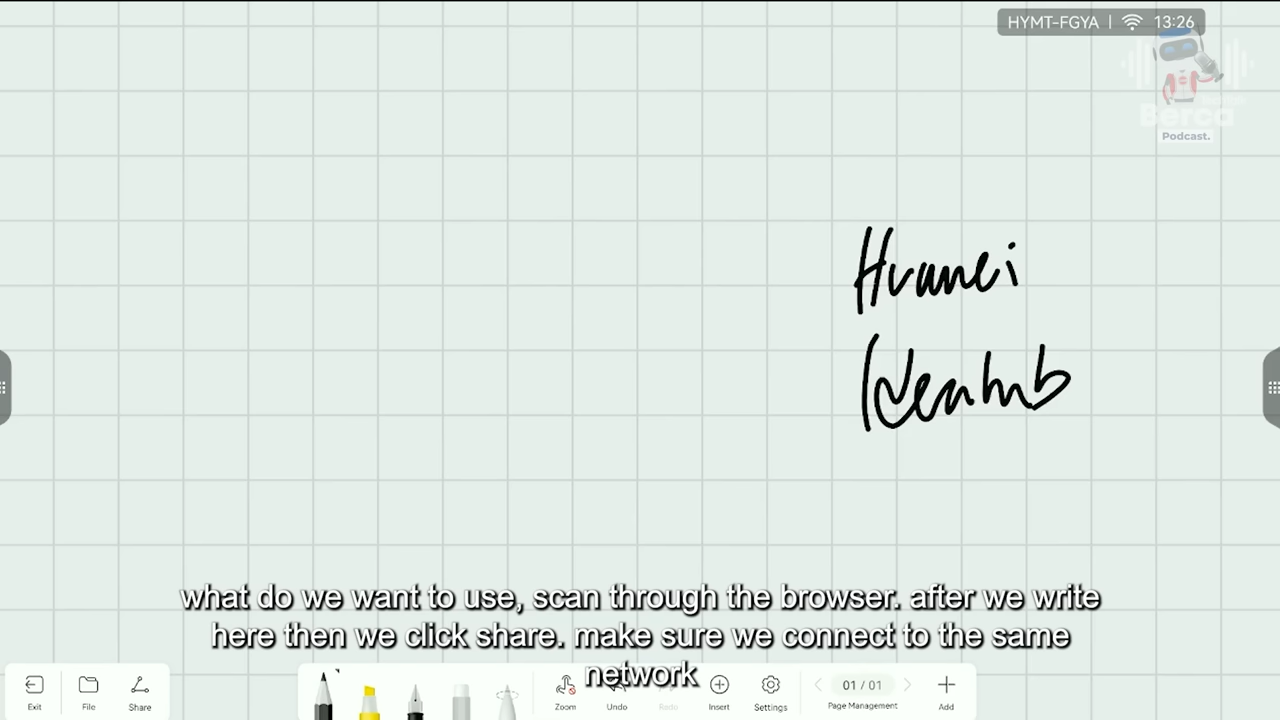 HYMT-FGYA | 13:26
Berca
Podcast.
Huawei
Ideahub
what do we want to use, scan through the browser. after we write
here then we click share. make sure we connect to the same
network
Exit File Share Zoom Undo Redo Insert Settings 01 / 01 Page Management Add